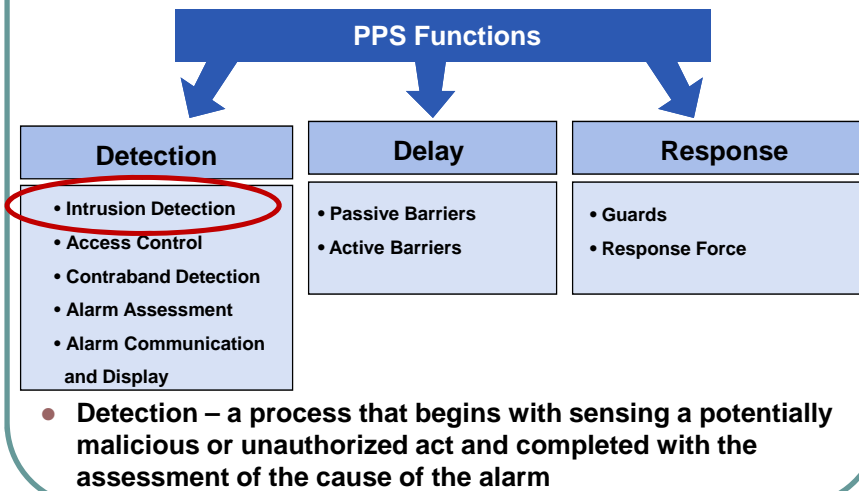 PPS Functions
Detection
• Intrusion Detection
• Access Control
• Contraband Detection
• Alarm Assessment
• Alarm Communication
and Display
Delay
• Passive Barriers
• Active Barriers
Response
• Guards
• Response Force
● Detection – a process that begins with sensing a potentially
malicious or unauthorized act and completed with the
assessment of the cause of the alarm